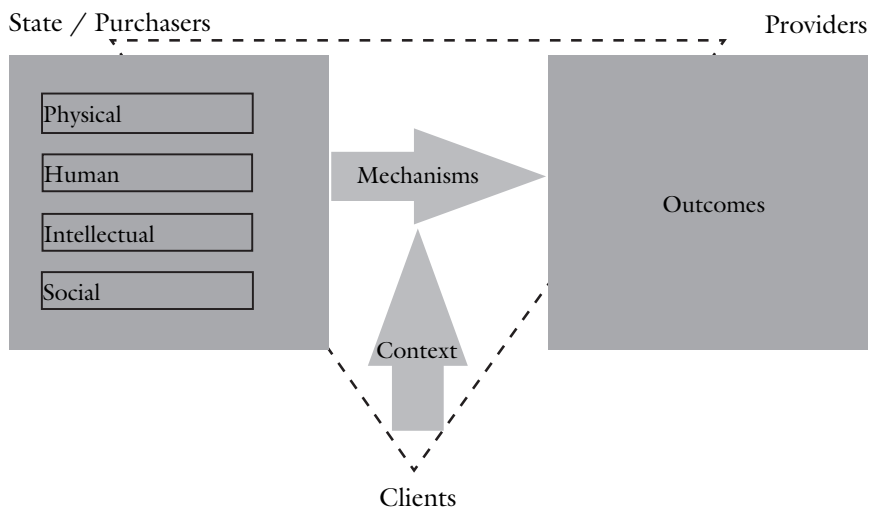 State / Purchasers
Providers
Physical
Human
Intellectual
Social
Mechanisms
Outcomes
Context
Clients